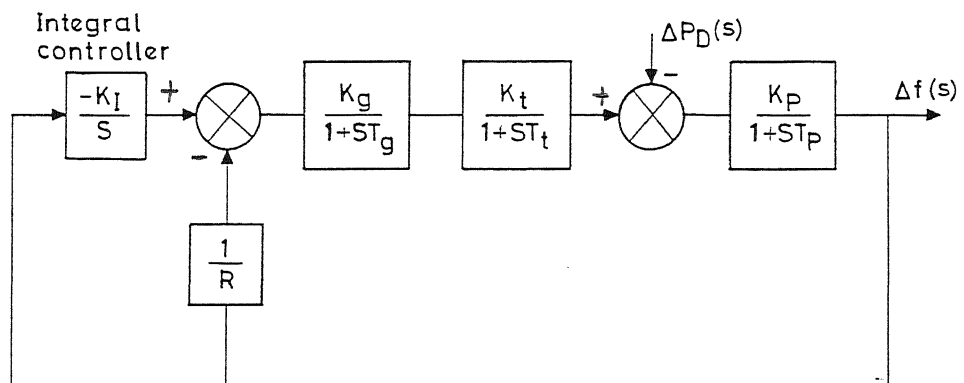 Integral
controller
-K_I
S
+
-
1
R
K_g
1+ST_g
K_t
1+ST_t
+
ΔP_D(s)
-
K_P
1+ST_P
Δf(s)